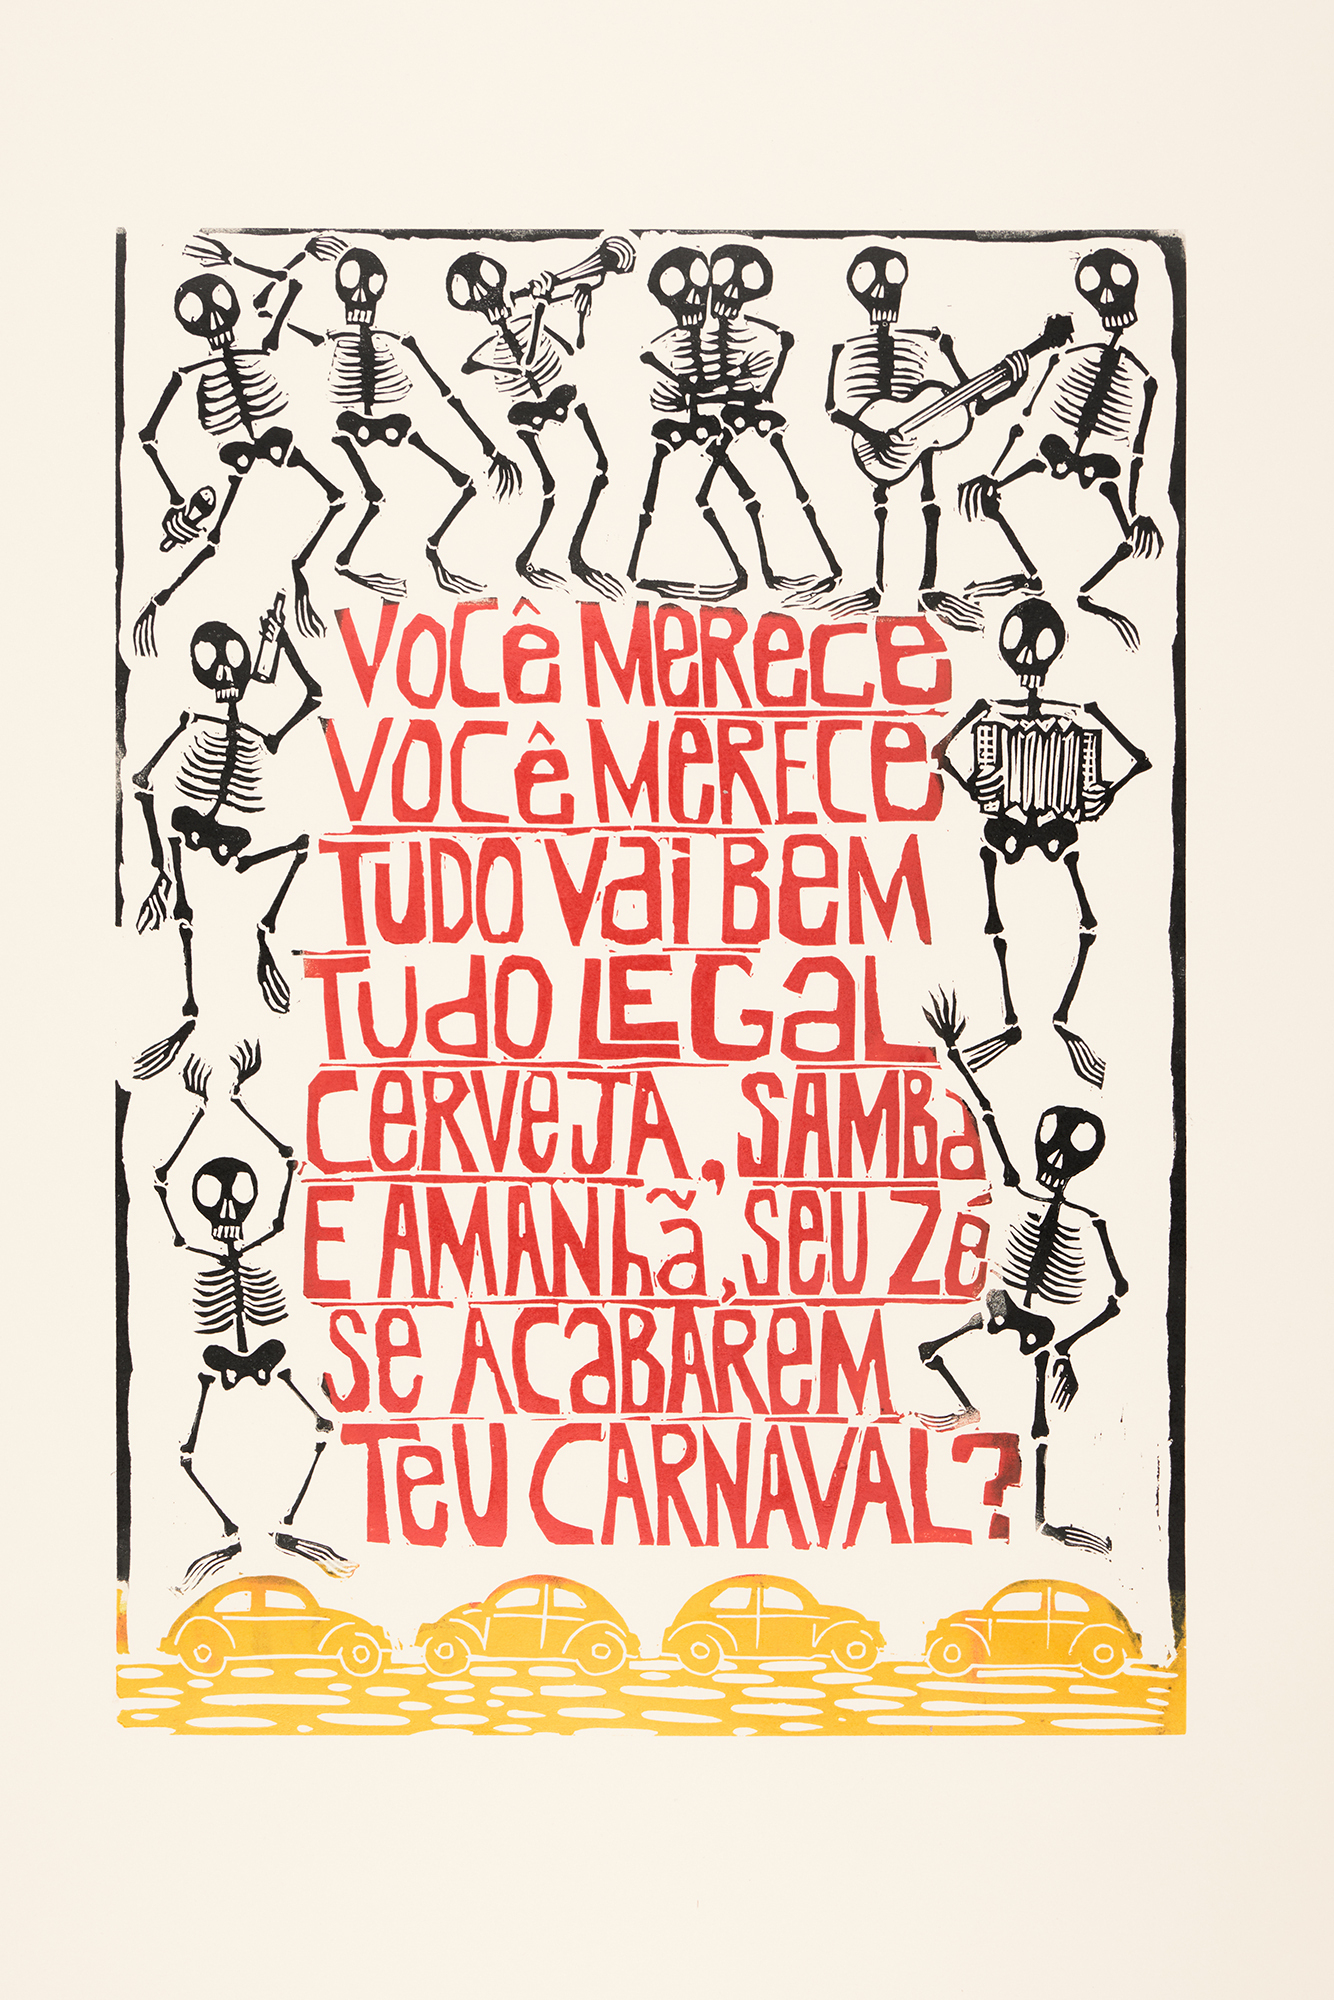 VOCÊ MERECE
VOCÊ MERECE
TUDO VAI BEM
TUDO LEGAL
CERVEJA, SAMBA
E AMANHÃ, SEU ZÉ
SE ACABAREM
TEU CARNAVAL?